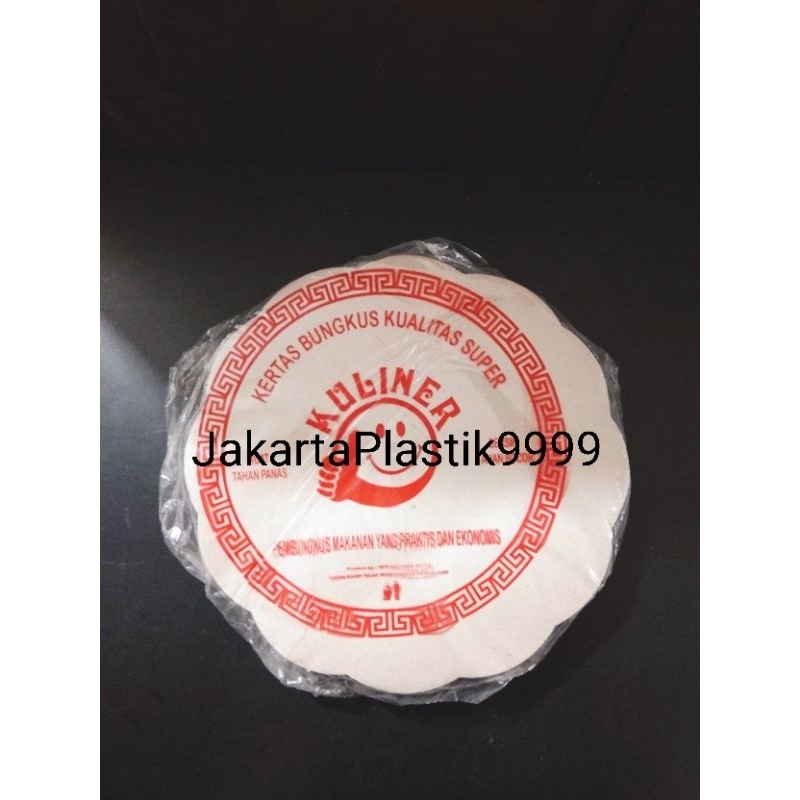 KERTAS BUNGKUS KUALITAS SUPER
KULINER
JakartaPlastik9999
TAHAN PANAS
PEMBUNGKUS MAKANAN YANG PRAKTIS DAN EKONOMIS